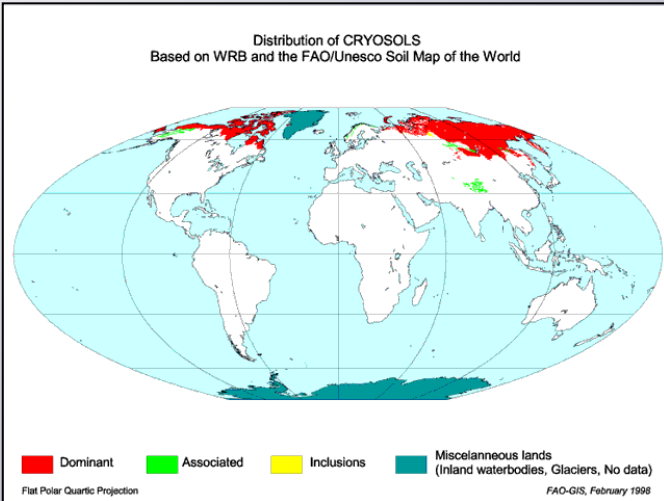 Distribution of CRYOSOLS
Based on WRB and the FAO/Unesco Soil Map of the World
Dominant
Associated
Inclusions
Miscelanneous lands
(Inland waterbodies, Glaciers, No data)
Flat Polar Quartic Projection
FAO-GIS, February 1998